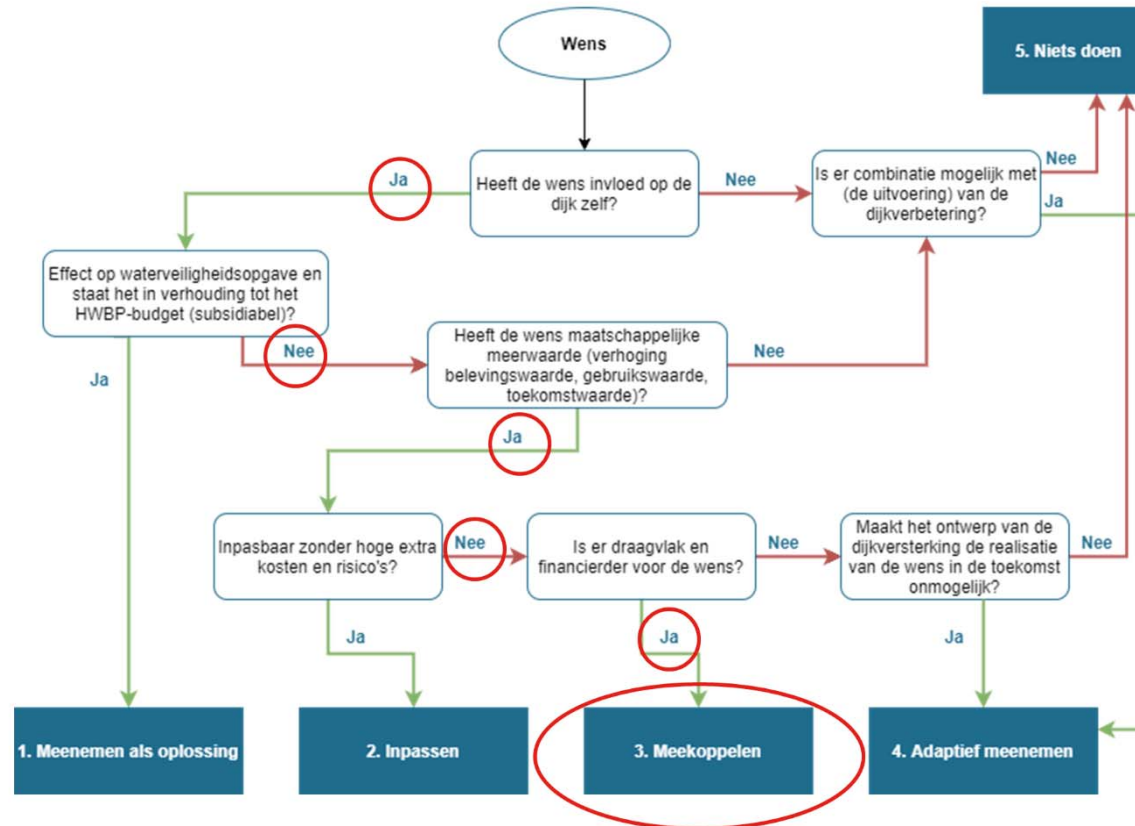 Wens
5. Niets doen
Ja
Heeft de wens invloed op de
dijk zelf?
Nee
Is er combinatie mogelijk met
(de uitvoering) van de
dijkverbetering?
Nee
Ja
Effect op waterveiligheidsopgave en
staat het in verhouding tot het
HWBP-budget (subsidiabel)?
Ja
Nee
Heeft de wens maatschappelijke
meerwaarde (verhoging
belevingswaarde, gebruikswaarde,
toekomstwaarde)?
Nee
Ja
Inpasbaar zonder hoge extra
kosten en risico's?
Nee
Is er draagvlak en
financierder voor de wens?
Nee
Maakt het ontwerp van de
dijkversterking de realisatie
van de wens in de toekomst
onmogelijk?
Nee
Ja
Ja
Ja
1. Meenemen als oplossing
2. Inpassen
3. Meekoppelen
4. Adaptief meenemen